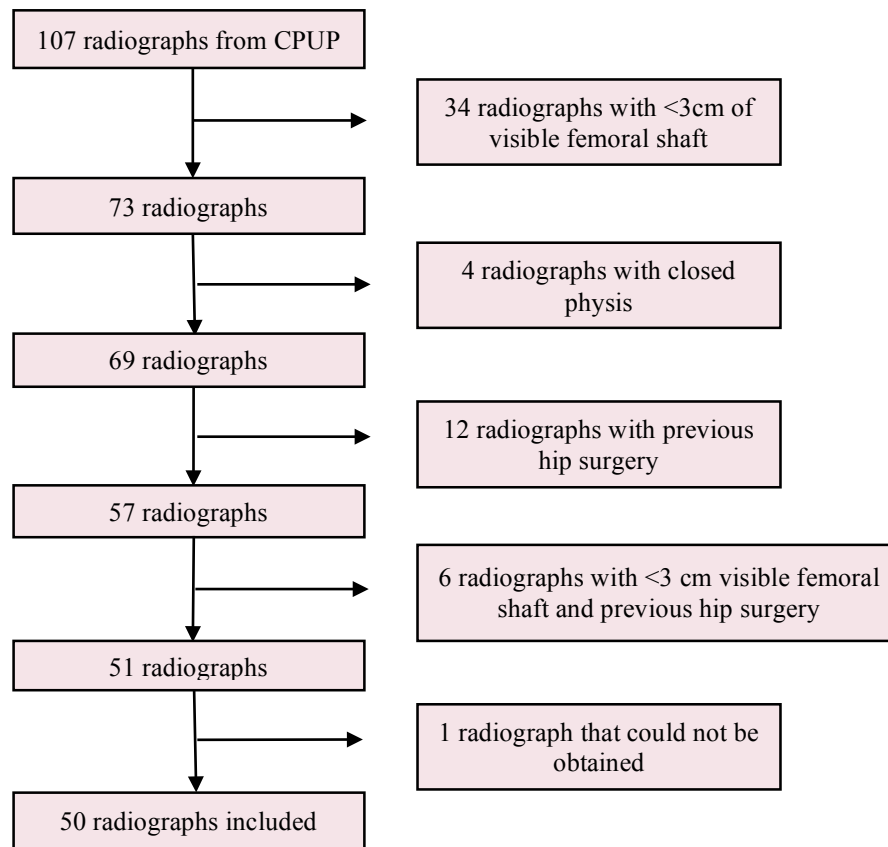 107 radiographs from CPUP
34 radiographs with <3cm of
visible femoral shaft
73 radiographs
4 radiographs with closed
physis
69 radiographs
12 radiographs with previous
hip surgery
57 radiographs
6 radiographs with <3 cm visible femoral
shaft and previous hip surgery
51 radiographs
1 radiograph that could not be
obtained
50 radiographs included